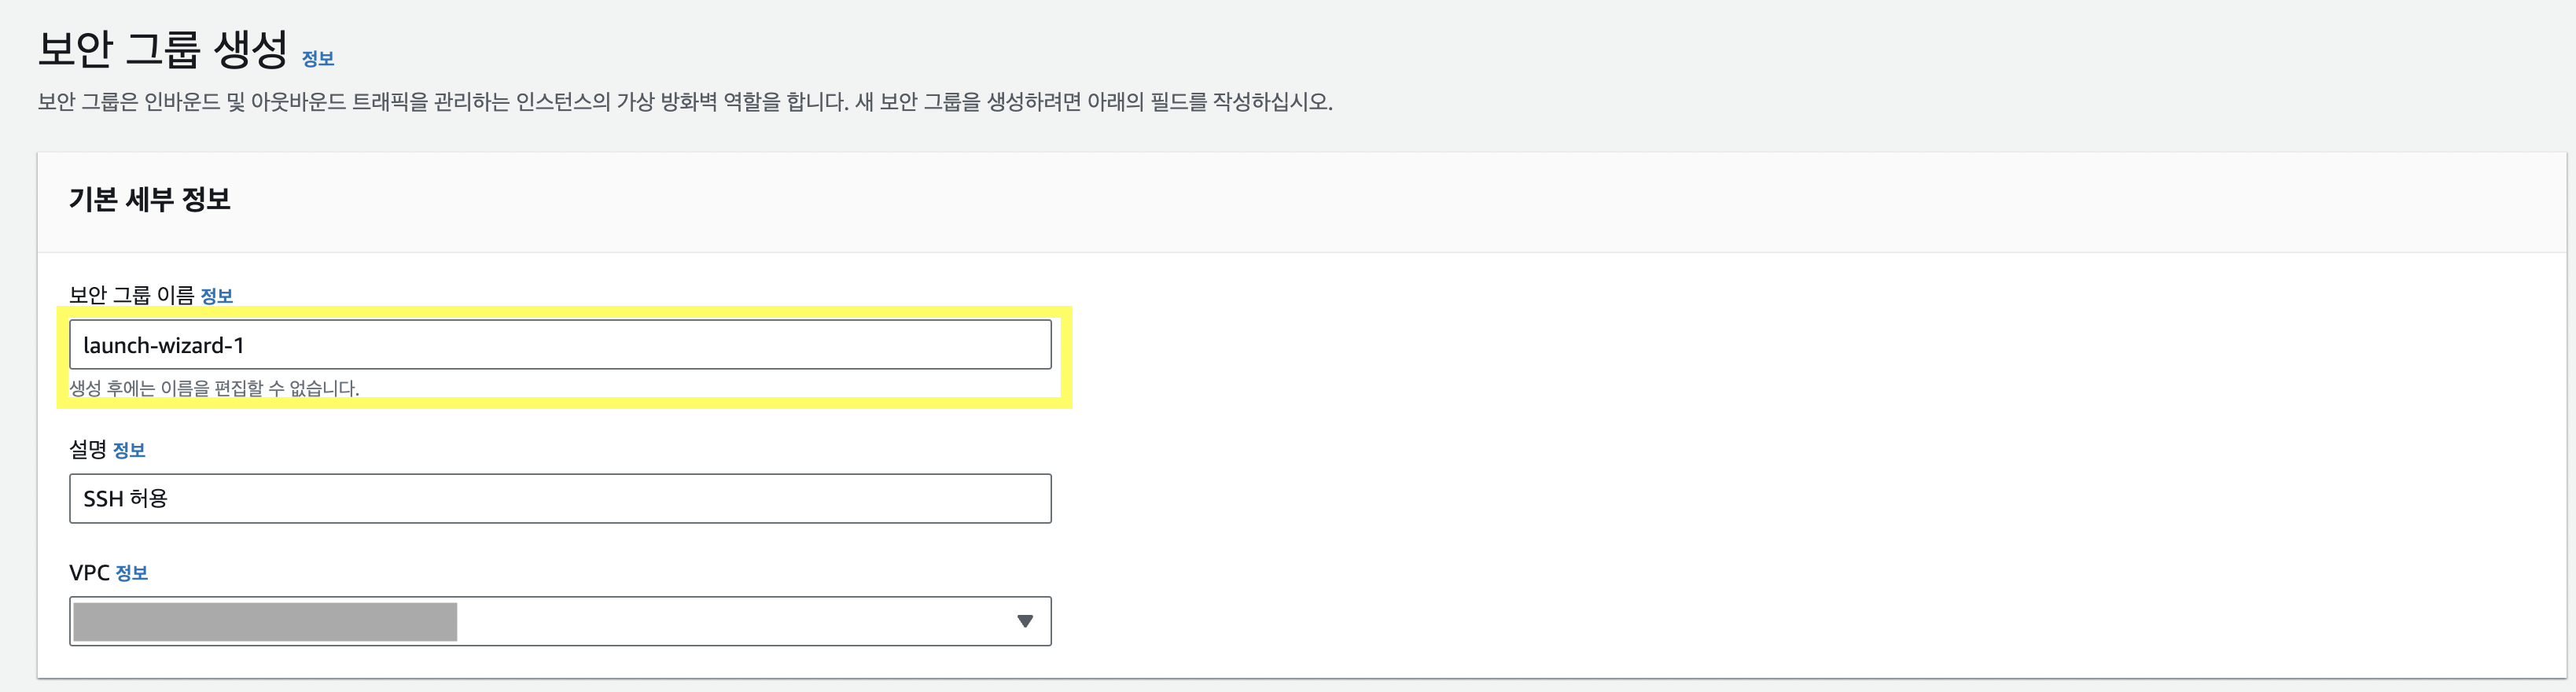 보안 그룹 생성 정보
보안 그룹은 인바운드 및 아웃바운드 트래픽을 관리하는 인스턴스의 가상 방화벽 역할을 합니다. 새 보안 그룹을 생성하려면 아래의 필드를 작성하십시오.
기본 세부 정보
보안 그룹 이름 정보
launch-wizard-1
생성 후에는 이름을 편집할 수 없습니다.
설명 정보
SSH 허용
VPC 정보